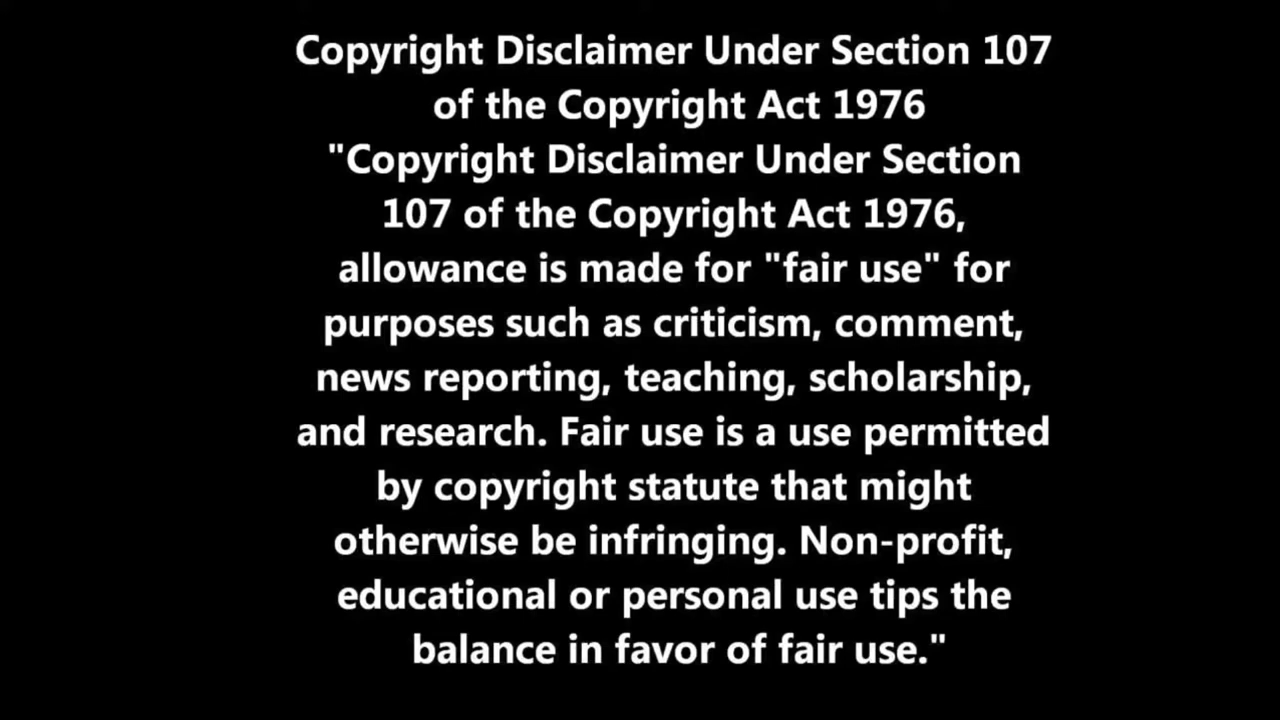 Copyright Disclaimer Under Section 107
of the Copyright Act 1976
"Copyright Disclaimer Under Section
107 of the Copyright Act 1976,
allowance is made for "fair use" for
purposes such as criticism, comment,
news reporting, teaching, scholarship,
and research. Fair use is a use permitted
by copyright statute that might
otherwise be infringing. Non-profit,
educational or personal use tips the
balance in favor of fair use."